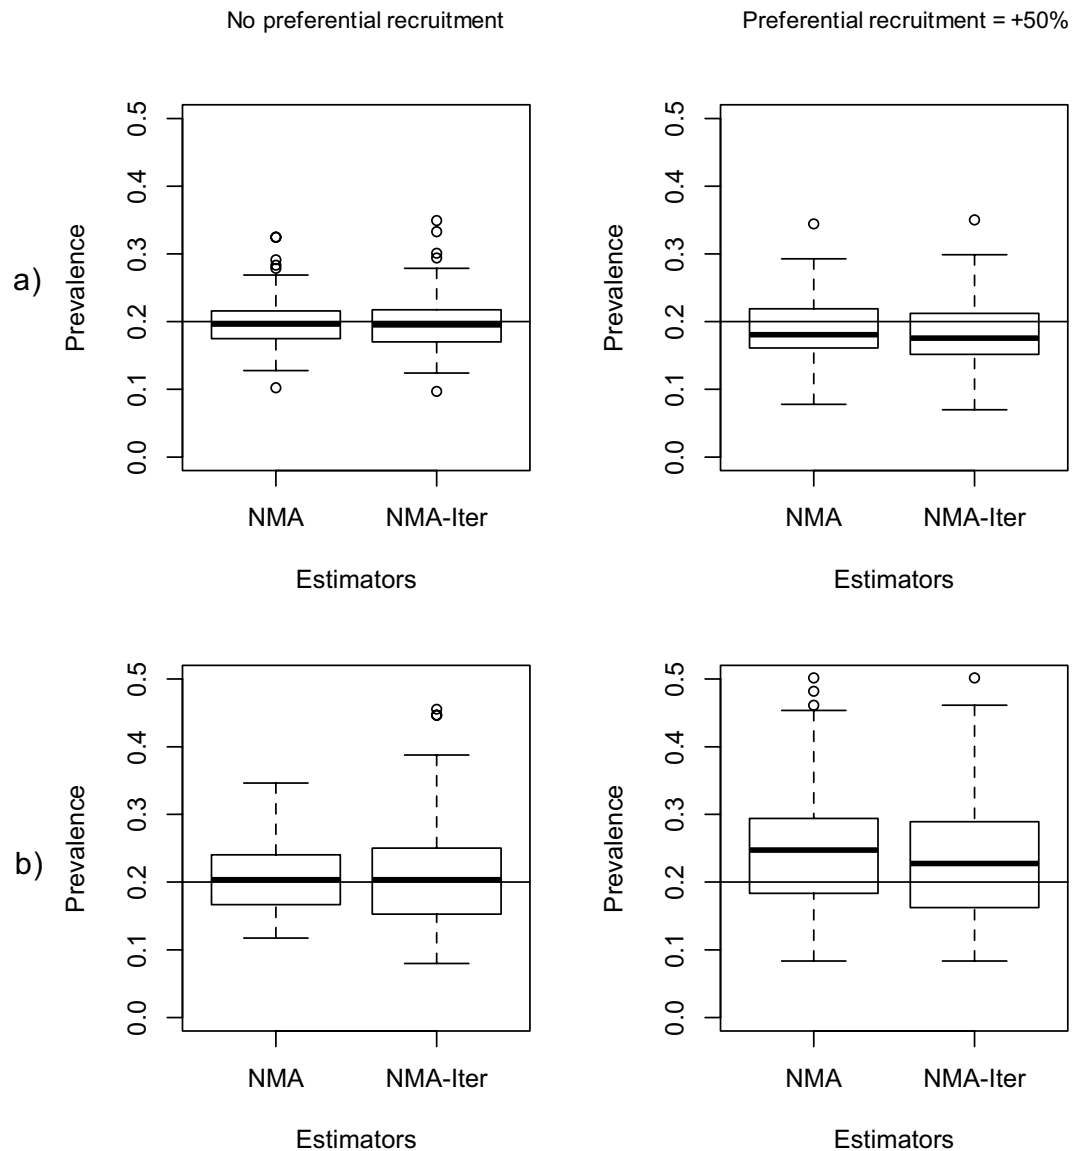 No preferential recruitment
Preferential recruitment = +50%
a)
Prevalence
0.0 0.1 0.2 0.3 0.4 0.5
NMA NMA-Iter
Estimators
Prevalence
0.0 0.1 0.2 0.3 0.4 0.5
NMA NMA-Iter
Estimators
b)
Prevalence
0.0 0.1 0.2 0.3 0.4 0.5
NMA NMA-Iter
Estimators
Prevalence
0.0 0.1 0.2 0.3 0.4 0.5
NMA NMA-Iter
Estimators